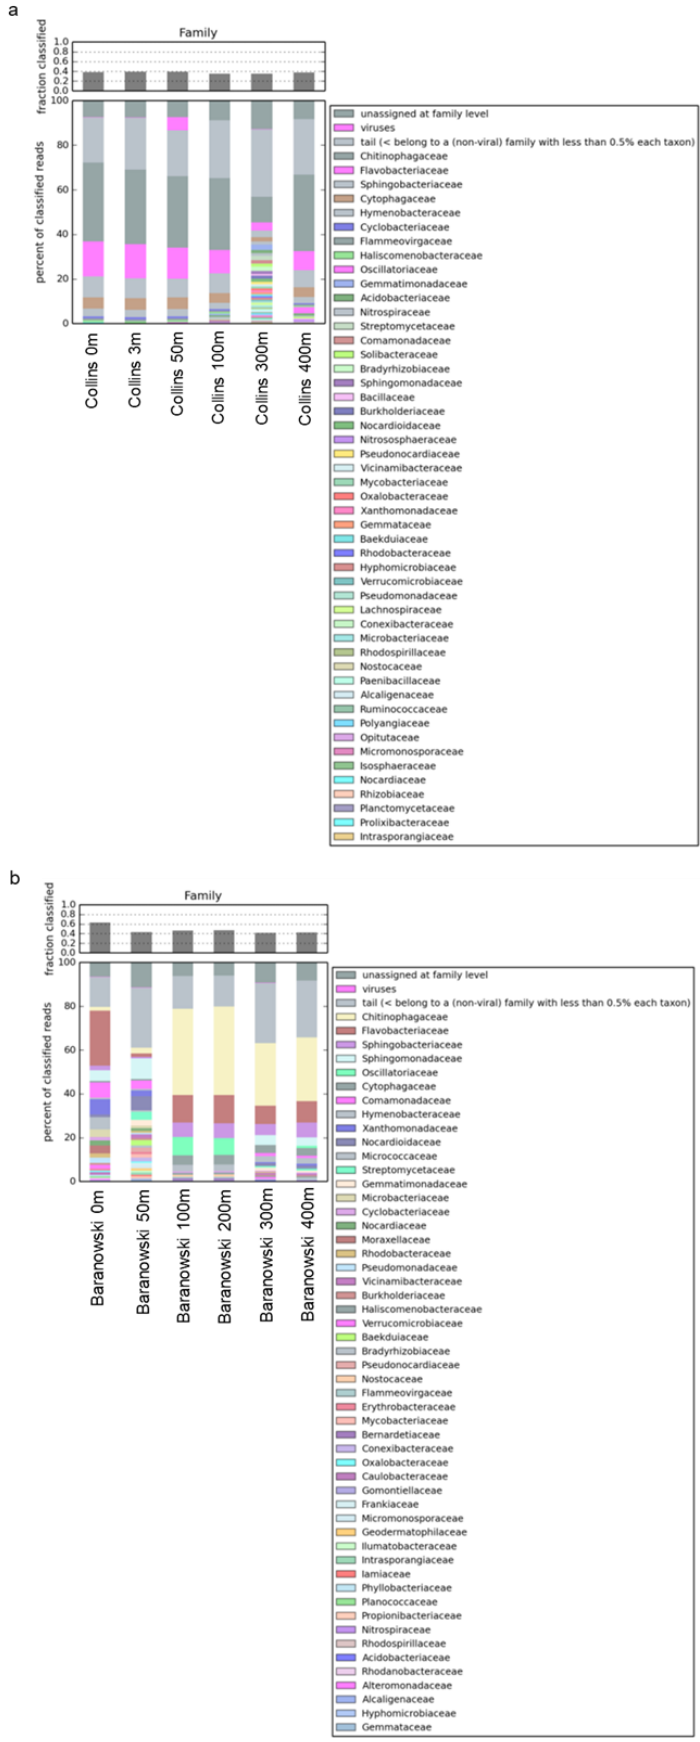 a
Family
fraction classified
1.0
0.8
0.6
0.4
0.2
0.0
percent of classified reads
100
80
60
40
20
0
Collins 0m
Collins 3m
Collins 50m
Collins 100m
Collins 300m
Collins 400m
unassigned at family level
viruses
tail (< belong to a (non-viral) family with less than 0.5% each taxon)
Chitinophagaceae
Flavobacteriaceae
Sphingobacteriaceae
Cytophagaceae
Hymenobacteraceae
Cyclobacteriaceae
Flammeovirgaceae
Haliscomenobacteraceae
Oscillatoriaceae
Gemmatimonadaceae
Acidobacteriaceae
Nitrospiraceae
Streptomycetaceae
Comamonadaceae
Solibacteraceae
Bradyrhizobiaceae
Sphingomonadaceae
Bacillaceae
Burkholderiaceae
Nocardioidaceae
Nitrososphaeraceae
Pseudonocardiaceae
Vicinamibacteraceae
Mycobacteriaceae
Oxalobacteraceae
Xanthomonadaceae
Gemmataceae
Baekduiaceae
Rhodobacteraceae
Hyphomicrobiaceae
Verrucomicrobiaceae
Pseudomonadaceae
Lachnospiraceae
Conexibacteraceae
Microbacteriaceae
Rhodospirillaceae
Nostocaceae
Paenibacillaceae
Alcaligenaceae
Ruminococcaceae
Polyangiaceae
Opitutaceae
Micromonosporaceae
Isosphaeraceae
Nocardiaceae
Rhizobiaceae
Planctomycetaceae
Prolixibacteraceae
Intrasporangiaceae
b
Family
fraction classified
1.0
0.8
0.6
0.4
0.2
0.0
percent of classified reads
100
80
60
40
20
0
Baranowski 0m
Baranowski 50m
Baranowski 100m
Baranowski 200m
Baranowski 300m
Baranowski 400m
unassigned at family level
viruses
tail (< belong to a (non-viral) family with less than 0.5% each taxon)
Chitinophagaceae
Flavobacteriaceae
Sphingobacteriaceae
Sphingomonadaceae
Oscillatoriaceae
Cytophagaceae
Comamonadaceae
Hymenobacteraceae
Xanthomonadaceae
Nocardioidaceae
Micrococcaceae
Streptomycetaceae
Gemmatimonadaceae
Microbacteriaceae
Cyclobacteriaceae
Nocardiaceae
Moraxellaceae
Rhodobacteraceae
Pseudomonadaceae
Vicinamibacteraceae
Burkholderiaceae
Haliscomenobacteraceae
Verrucomicrobiaceae
Baekduiaceae
Bradyrhizobiaceae
Pseudonocardiaceae
Nostocaceae
Flammeovirgaceae
Erythrobacteraceae
Mycobacteriaceae
Bernardetiaceae
Conexibacteraceae
Oxalobacteraceae
Caulobacteraceae
Gomontiellaceae
Frankiaceae
Micromonosporaceae
Geodermatophilaceae
Ilumatobacteraceae
Intrasporangiaceae
Iamiaceae
Phyllobacteriaceae
Planococcaceae
Propionibacteriaceae
Nitrospiraceae
Rhodospirillaceae
Acidobacteriaceae
Rhodanobacteraceae
Alteromonadaceae
Alcaligenaceae
Hyphomicrobiaceae
Gemmataceae